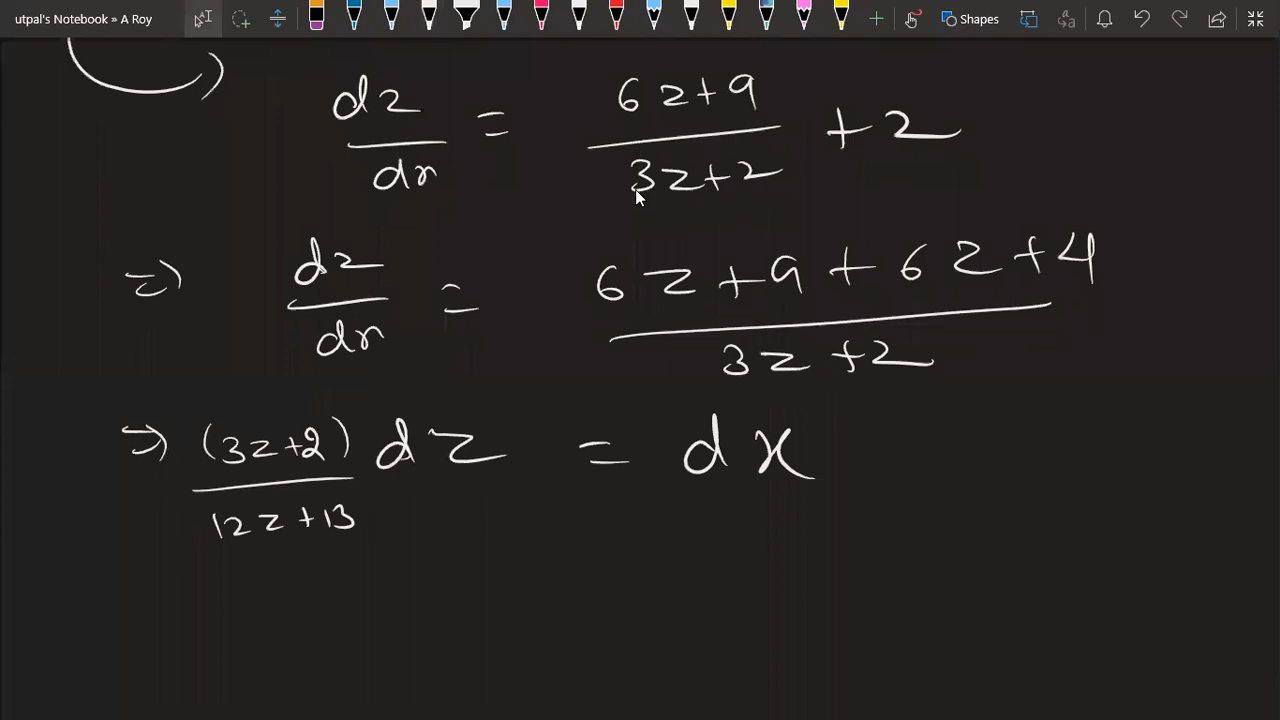 utpal's Notebook » A Roy Shapes
dz/dx = (6z+9)/(3z+2) + 2
=> dz/dx = (6z+9+6z+4)/(3z+2)
=> (3z+2)/(12z+13) dz = dx